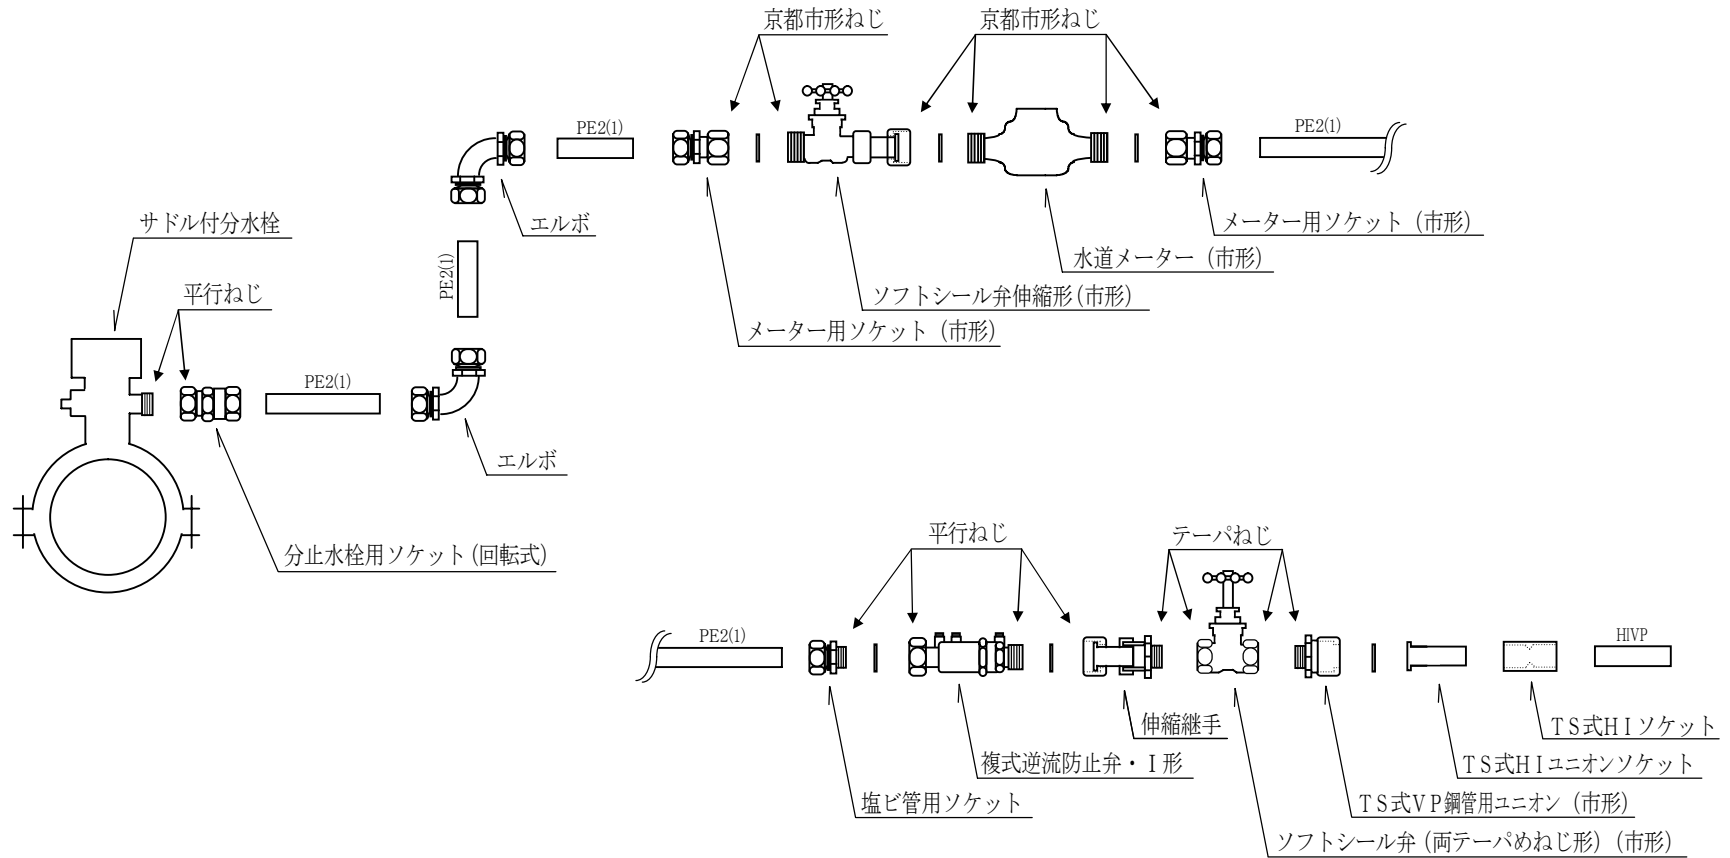 京都市形ねじ
京都市形ねじ
PE2(1)
PE2(1)
サドル付分水栓
エルボ
メーター用ソケット（市形）
水道メーター（市形）
PE2(1)
平行ねじ
ソフトシール弁伸縮形（市形）
メーター用ソケット（市形）
PE2(1)
エルボ
分止水栓用ソケット（回転式）
平行ねじ
テーパねじ
PE2(1)
HIVP
伸縮継手
ＴＳ式ＨＩソケット
複式逆流防止弁・Ｉ形
ＴＳ式ＨＩユニオンソケット
塩ビ管用ソケット
ＴＳ式ＶＰ鋼管用ユニオン（市形）
ソフトシール弁（両テーパめねじ形）（市形）